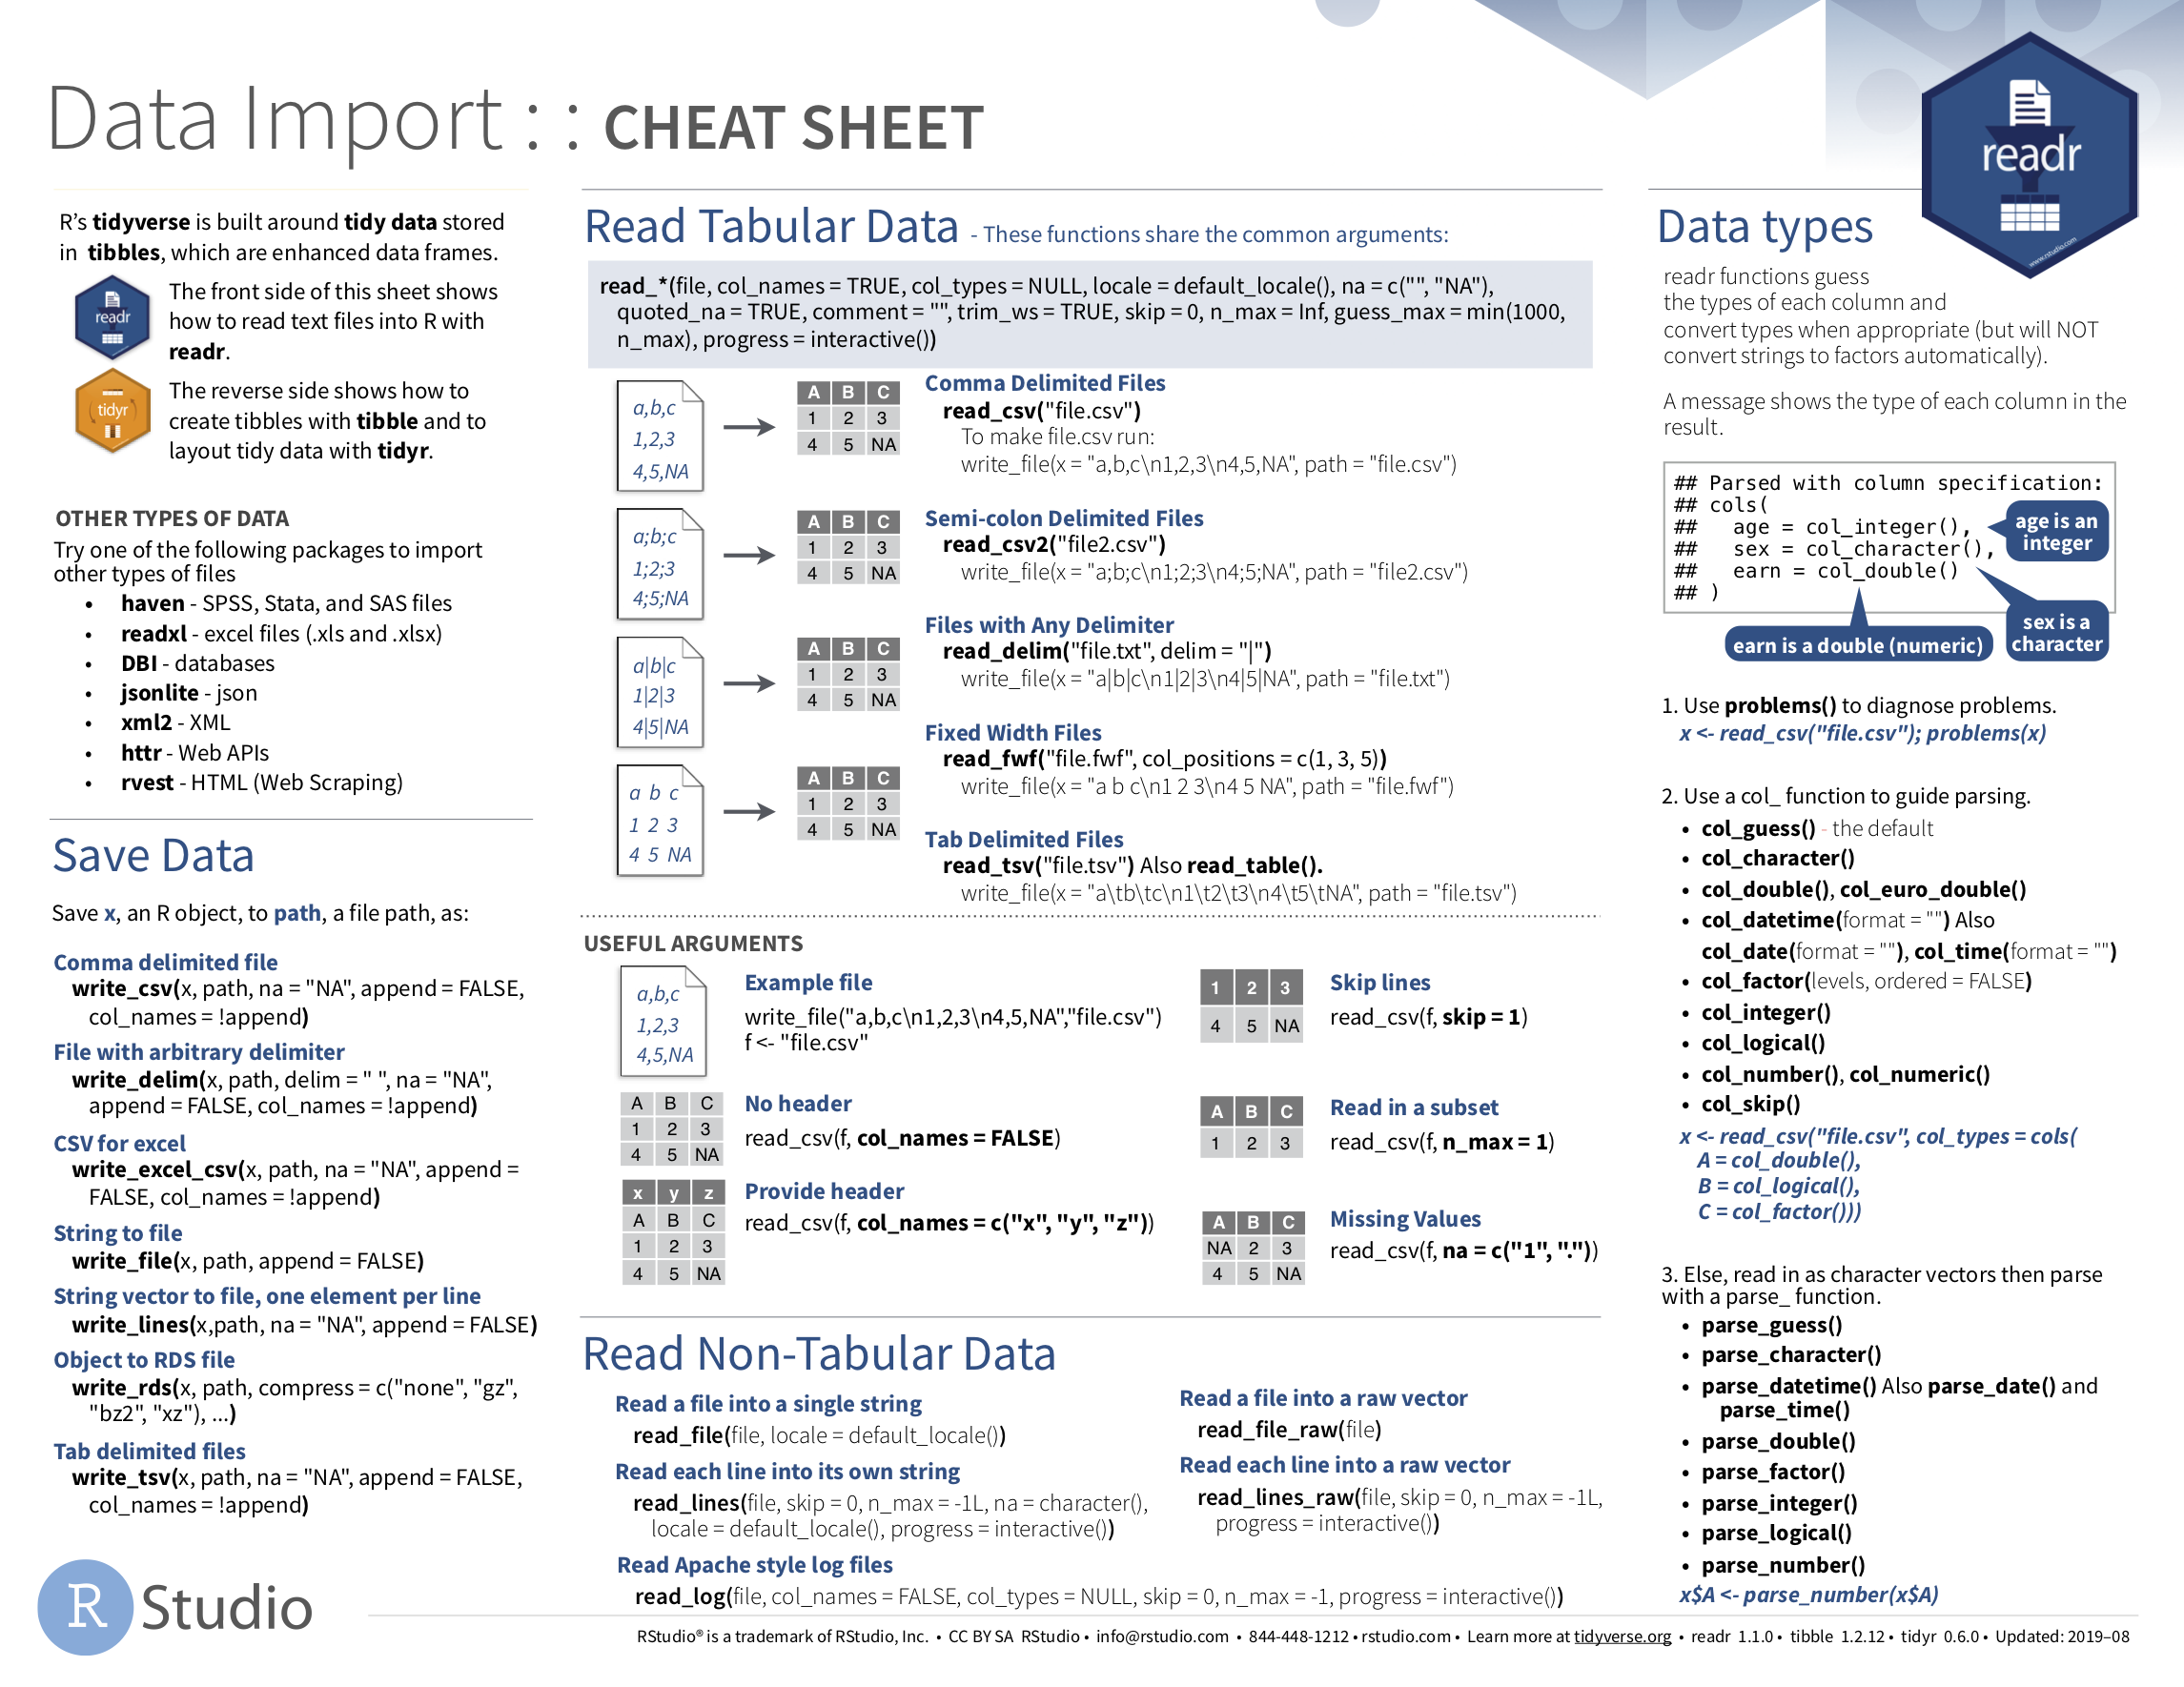 Data Import : : CHEAT SHEET
readr
www.rstudio.com
R’s tidyverse is built around tidy data stored
in tibbles, which are enhanced data frames.
readr
The front side of this sheet shows
how to read text files into R with
readr.
tidyr
The reverse side shows how to
create tibbles with tibble and to
layout tidy data with tidyr.
OTHER TYPES OF DATA
Try one of the following packages to import
other types of files
• haven - SPSS, Stata, and SAS files
• readxl - excel files (.xls and .xlsx)
• DBI - databases
• jsonlite - json
• xml2 - XML
• httr - Web APIs
• rvest - HTML (Web Scraping)
Save Data
Save x, an R object, to path, a file path, as:
Comma delimited file
write_csv(x, path, na = "NA", append = FALSE,
col_names = !append)
File with arbitrary delimiter
write_delim(x, path, delim = " ", na = "NA",
append = FALSE, col_names = !append)
CSV for excel
write_excel_csv(x, path, na = "NA", append =
FALSE, col_names = !append)
String to file
write_file(x, path, append = FALSE)
String vector to file, one element per line
write_lines(x,path, na = "NA", append = FALSE)
Object to RDS file
write_rds(x, path, compress = c("none", "gz",
"bz2", "xz"), ...)
Tab delimited files
write_tsv(x, path, na = "NA", append = FALSE,
col_names = !append)
Read Tabular Data - These functions share the common arguments:
read_*(file, col_names = TRUE, col_types = NULL, locale = default_locale(), na = c("", "NA"),
quoted_na = TRUE, comment = "", trim_ws = TRUE, skip = 0, n_max = Inf, guess_max = min(1000,
n_max), progress = interactive())
a,b,c
1,2,3
4,5,NA
A B C
1 2 3
4 5 NA
Comma Delimited Files
read_csv("file.csv")
To make file.csv run:
write_file(x = "a,b,c\n1,2,3\n4,5,NA", path = "file.csv")
a;b;c
1;2;3
4;5;NA
A B C
1 2 3
4 5 NA
Semi-colon Delimited Files
read_csv2("file2.csv")
write_file(x = "a;b;c\n1;2;3\n4;5;NA", path = "file2.csv")
a|b|c
1|2|3
4|5|NA
A B C
1 2 3
4 5 NA
Files with Any Delimiter
read_delim("file.txt", delim = "|")
write_file(x = "a|b|c\n1|2|3\n4|5|NA", path = "file.txt")
a b c
1 2 3
4 5 NA
A B C
1 2 3
4 5 NA
Fixed Width Files
read_fwf("file.fwf", col_positions = c(1, 3, 5))
write_file(x = "a b c\n1 2 3\n4 5 NA", path = "file.fwf")
Tab Delimited Files
read_tsv("file.tsv") Also read_table().
write_file(x = "a\tb\tc\n1\t2\t3\n4\t5\tNA", path = "file.tsv")
USEFUL ARGUMENTS
a,b,c
1,2,3
4,5,NA
Example file
write_file("a,b,c\n1,2,3\n4,5,NA","file.csv")
f <- "file.csv"
A B C
1 2 3
4 5 NA
No header
read_csv(f, col_names = FALSE)
x y z
A B C
1 2 3
4 5 NA
Provide header
read_csv(f, col_names = c("x", "y", "z"))
1 2 3
4 5 NA
Skip lines
read_csv(f, skip = 1)
A B C
1 2 3
Read in a subset
read_csv(f, n_max = 1)
A B C
NA 2 3
4 5 NA
Missing Values
read_csv(f, na = c("1", "."))
Read Non-Tabular Data
Read a file into a single string
read_file(file, locale = default_locale())
Read each line into its own string
read_lines(file, skip = 0, n_max = -1L, na = character(),
locale = default_locale(), progress = interactive())
Read a file into a raw vector
read_file_raw(file)
Read each line into a raw vector
read_lines_raw(file, skip = 0, n_max = -1L,
progress = interactive())
Read Apache style log files
read_log(file, col_names = FALSE, col_types = NULL, skip = 0, n_max = -1, progress = interactive())
Data types
readr functions guess
the types of each column and
convert types when appropriate (but will NOT
convert strings to factors automatically).
A message shows the type of each column in the
result.
## Parsed with column specification:
## cols(
## age = col_integer(),
## sex = col_character(),
## earn = col_double()
## )
age is an
integer
sex is a
character
earn is a double (numeric)
1. Use problems() to diagnose problems.
x <- read_csv("file.csv"); problems(x)
2. Use a col_ function to guide parsing.
• col_guess() - the default
• col_character()
• col_double(), col_euro_double()
• col_datetime(format = "") Also
col_date(format = ""), col_time(format = "")
• col_factor(levels, ordered = FALSE)
• col_integer()
• col_logical()
• col_number(), col_numeric()
• col_skip()
x <- read_csv("file.csv", col_types = cols(
A = col_double(),
B = col_logical(),
C = col_factor()))
3. Else, read in as character vectors then parse
with a parse_ function.
• parse_guess()
• parse_character()
• parse_datetime() Also parse_date() and
parse_time()
• parse_double()
• parse_factor()
• parse_integer()
• parse_logical()
• parse_number()
x$A <- parse_number(x$A)
R Studio
RStudio® is a trademark of RStudio, Inc. • CC BY SA RStudio • info@rstudio.com • 844-448-1212 • rstudio.com • Learn more at tidyverse.org • readr 1.1.0 • tibble 1.2.12 • tidyr 0.6.0 • Updated: 2019–08